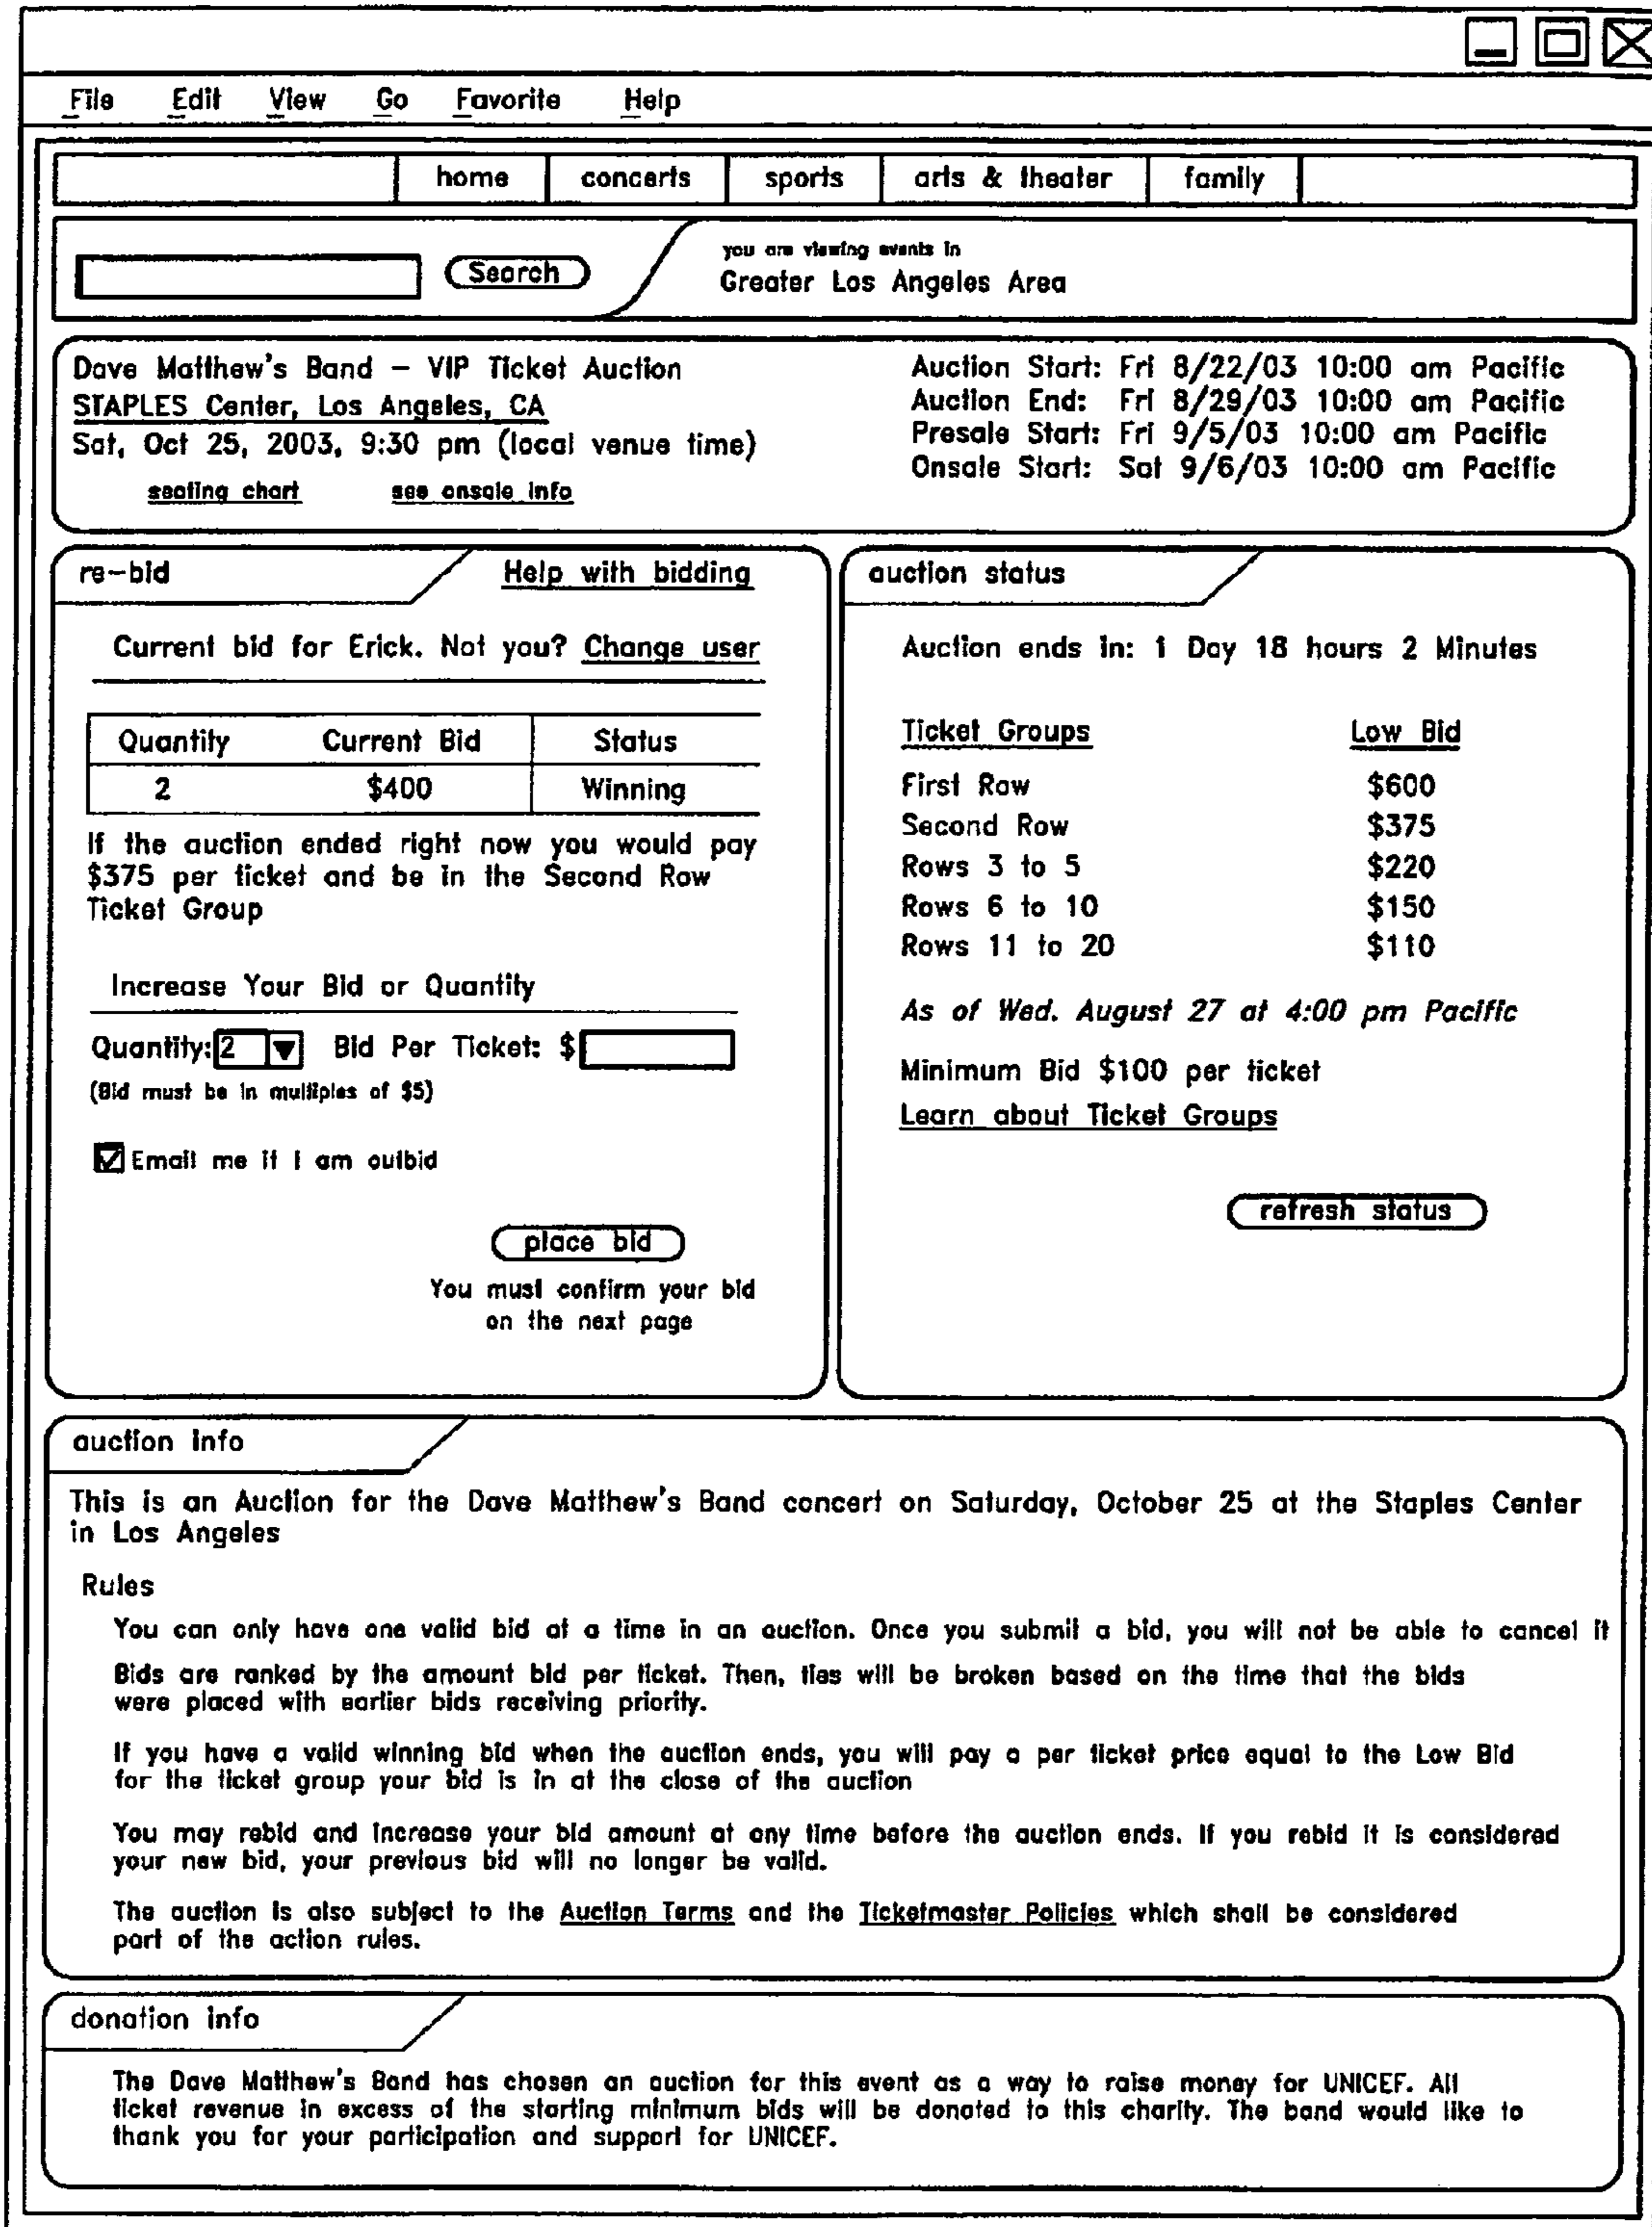 File Edit View Go Favorite Help
home concerts sports arts & theater family
Search
you are viewing events in
Greater Los Angeles Area
Dave Matthew's Band – VIP Ticket Auction
STAPLES Center, Los Angeles, CA
Sat, Oct 25, 2003, 9:30 pm (local venue time)
seating chart see onsale info
Auction Start: Fri 8/22/03 10:00 am Pacific
Auction End: Fri 8/29/03 10:00 am Pacific
Presale Start: Fri 9/5/03 10:00 am Pacific
Onsale Start: Sat 9/6/03 10:00 am Pacific
re-bid Help with bidding
Current bid for Erick. Not you? Change user
Quantity Current Bid Status
2 $400 Winning
If the auction ended right now you would pay
$375 per ticket and be in the Second Row
Ticket Group
Increase Your Bid or Quantity
Quantity: 2 Bid Per Ticket: $
(Bid must be in multiples of $5)
Email me if I am outbid
place bid
You must confirm your bid
on the next page
auction status
Auction ends in: 1 Day 18 hours 2 Minutes
Ticket Groups Low Bid
First Row $600
Second Row $375
Rows 3 to 5 $220
Rows 6 to 10 $150
Rows 11 to 20 $110
As of Wed. August 27 at 4:00 pm Pacific
Minimum Bid $100 per ticket
Learn about Ticket Groups
refresh status
auction info
This is an Auction for the Dave Matthew's Band concert on Saturday, October 25 at the Staples Center
in Los Angeles
Rules
You can only have one valid bid at a time in an auction. Once you submit a bid, you will not be able to cancel it
Bids are ranked by the amount bid per ticket. Then, ties will be broken based on the time that the bids
were placed with earlier bids receiving priority.
If you have a valid winning bid when the auction ends, you will pay a per ticket price equal to the Low Bid
for the ticket group your bid is in at the close of the auction
You may rebid and increase your bid amount at any time before the auction ends. If you rebid it is considered
your new bid, your previous bid will no longer be valid.
The auction is also subject to the Auction Terms and the Ticketmaster Policies which shall be considered
part of the action rules.
donation info
The Dave Matthew's Band has chosen an auction for this event as a way to raise money for UNICEF. All
ticket revenue in excess of the starting minimum bids will be donated to this charity. The band would like to
thank you for your participation and support for UNICEF.